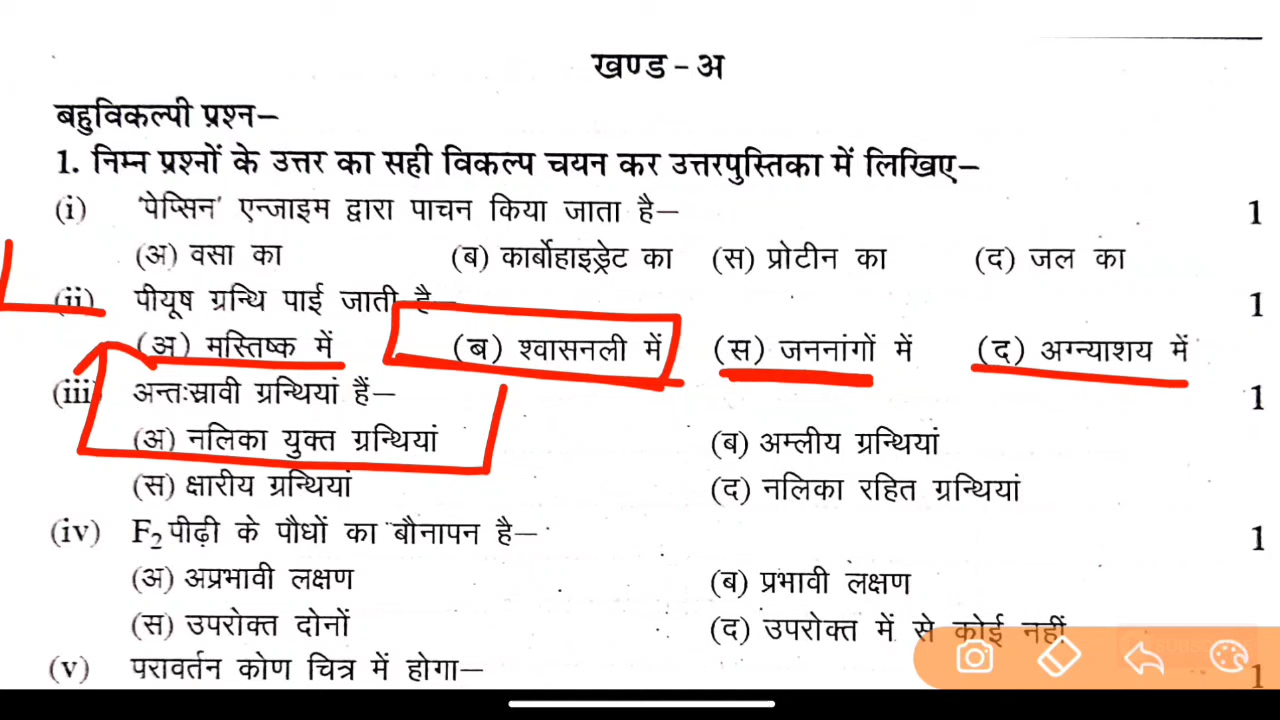 खण्ड - अ
बहुविकल्पी प्रश्न–
1. निम्न प्रश्नों के उत्तर का सही विकल्प चयन कर उत्तरपुस्तिका में लिखिए–
(i) 'पेप्सिन' एन्जाइम द्वारा पाचन किया जाता है– 1
(अ) वसा का (ब) कार्बोहाइड्रेट का (स) प्रोटीन का (द) जल का
(ii) पीयूष ग्रन्थि पाई जाती है– 1
(अ) मस्तिष्क में (ब) श्वासनली में (स) जननांगों में (द) अग्न्याशय में
(iii) अन्तःस्रावी ग्रन्थियां हैं– 1
(अ) नलिका युक्त ग्रन्थियां (ब) अम्लीय ग्रन्थियां
(स) क्षारीय ग्रन्थियां (द) नलिका रहित ग्रन्थियां
(iv) F₂ पीढ़ी के पौधों का बौनापन है– 1
(अ) अप्रभावी लक्षण (ब) प्रभावी लक्षण
(स) उपरोक्त दोनों (द) उपरोक्त में से कोई नहीं
(v) परावर्तन कोण चित्र में होगा– 1